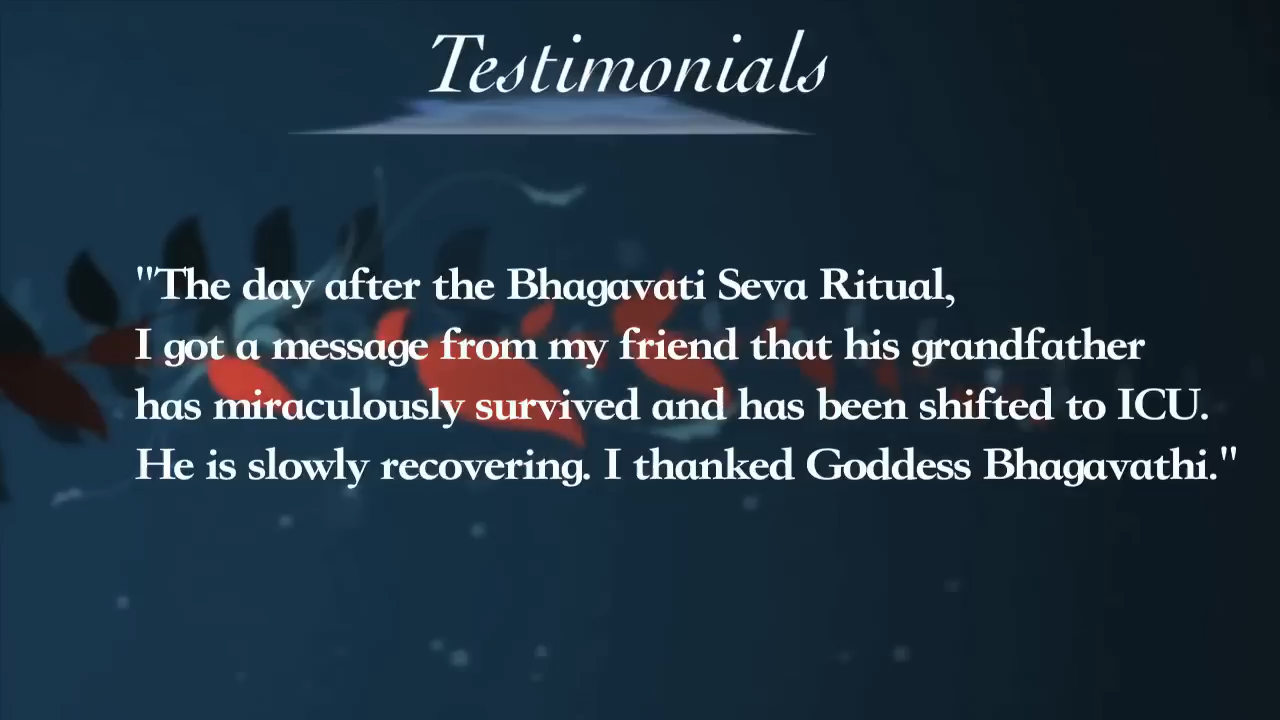 Testimonials
"The day after the Bhagavati Seva Ritual,
I got a message from my friend that his grandfather
has miraculously survived and has been shifted to ICU.
He is slowly recovering. I thanked Goddess Bhagavathi."